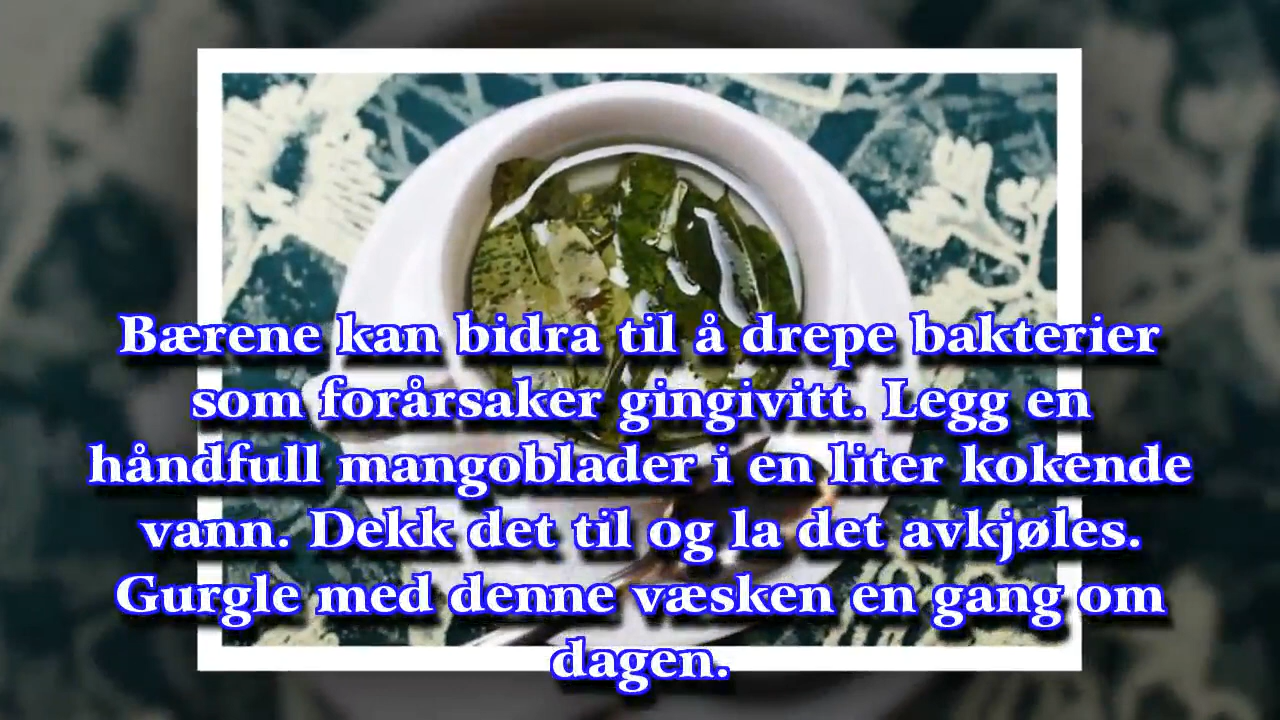 Bærene kan bidra til å drepe bakterier
som forårsaker gingivitt. Legg en
håndfull mangoblader i en liter kokende
vann. Dekk det til og la det avkjøles.
Gurgle med denne væsken en gang om
dagen.